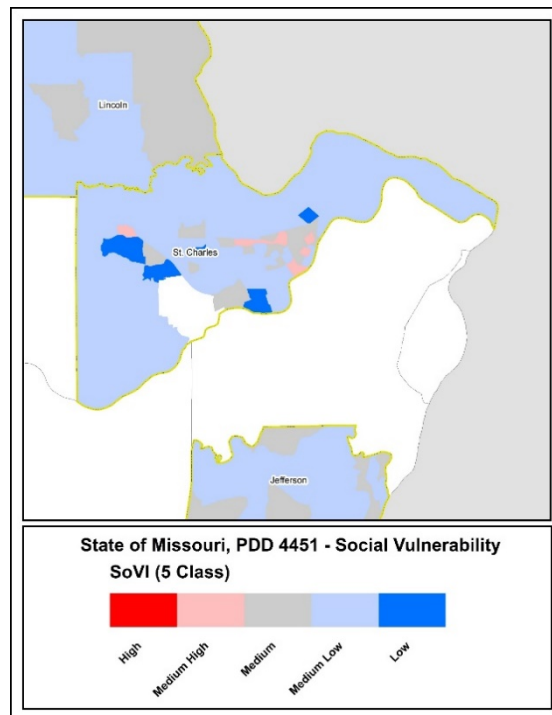 Lincoln
St. Charles
Jefferson
State of Missouri, PDD 4451 - Social Vulnerability
SoVI (5 Class)
High
Medium High
Medium
Medium Low
Low